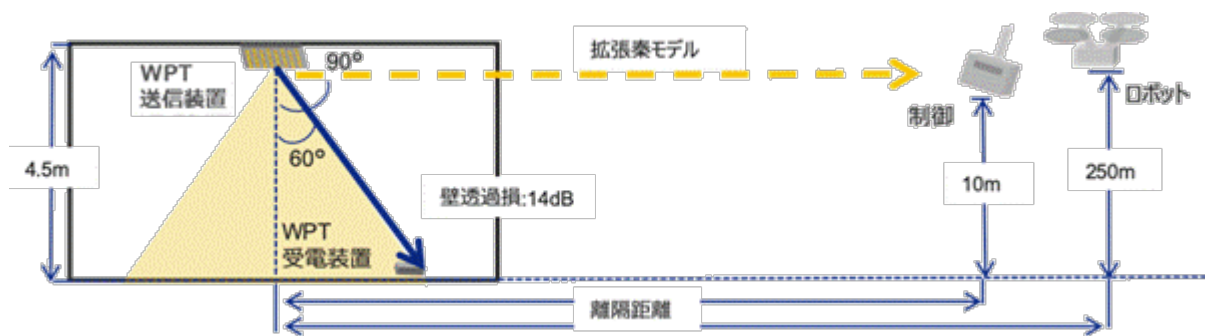 拡張秦モデル
90°
WPT
送信装置
ロボット
制御
60°
4.5m
壁透過損:14dB
10m
250m
WPT
受電装置
離隔距離